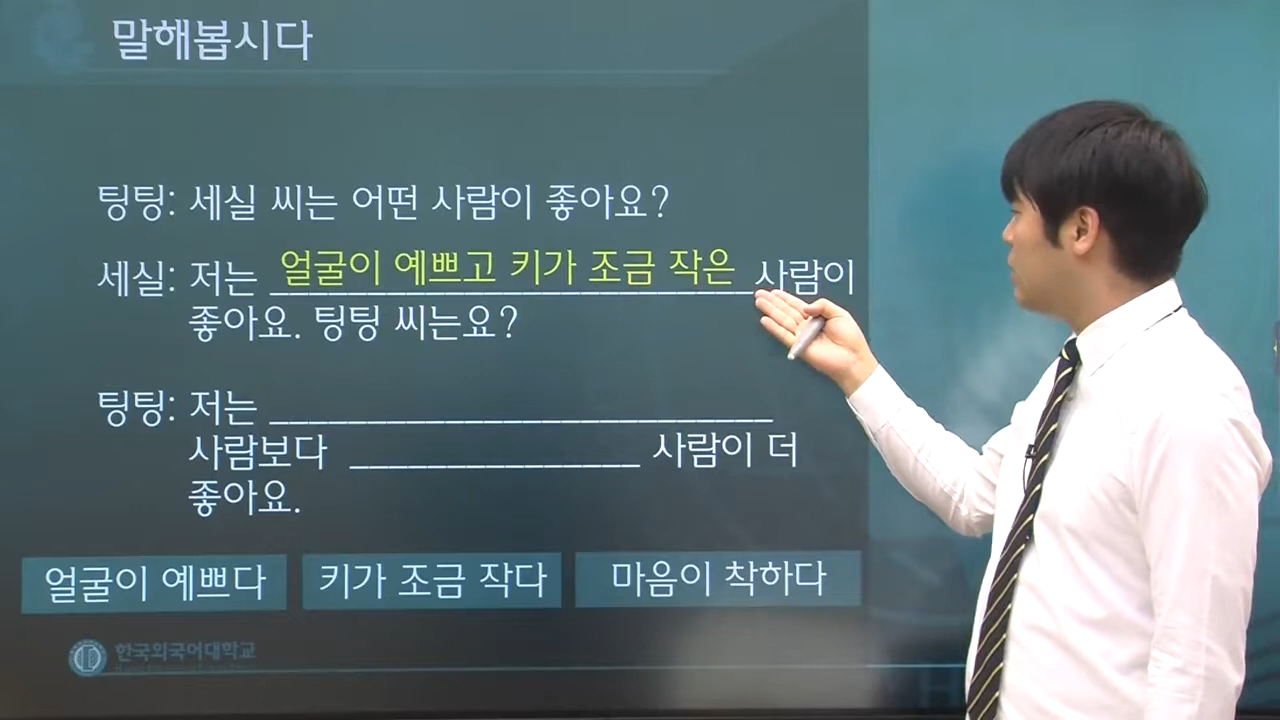 말해봅시다
팅팅: 세실 씨는 어떤 사람이 좋아요?
세실: 저는 얼굴이 예쁘고 키가 조금 작은 사람이
좋아요. 팅팅 씨는요?
팅팅: 저는 ____________________
사람보다 ____________ 사람이 더
좋아요.
얼굴이 예쁘다
키가 조금 작다
마음이 착하다
한국외국어대학교